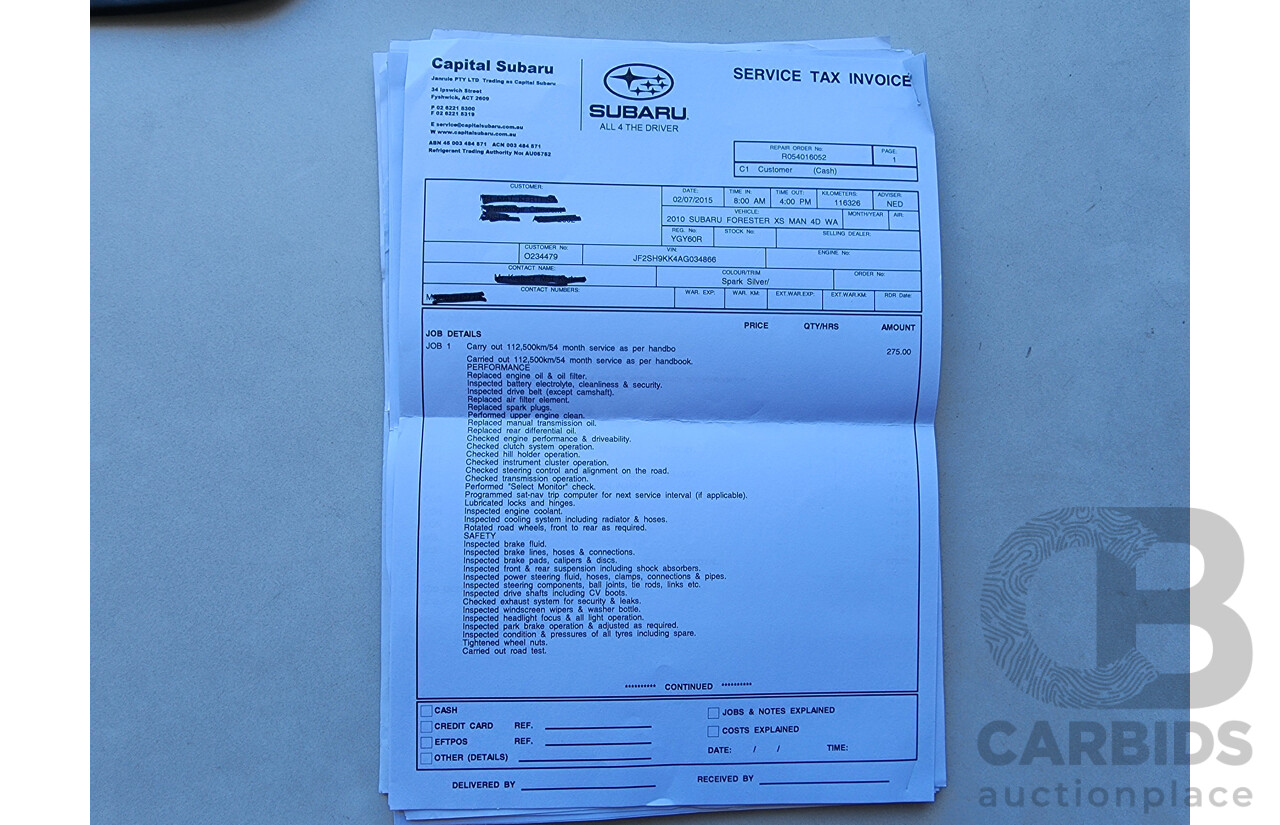 Capital Subaru
Janrule PTY LTD Trading as Capital Subaru
34 Ipswich Street
Fyshwick, ACT 2609
P 02 6221 5300
F 02 6221 5319
E service@capitalsubaru.com.au
W www.capitalsubaru.com.au
ABN 46 003 484 571 ACN 003 484 571
Refrigerant Trading Authority No: AU05782
SUBARU
ALL 4 THE DRIVER
SERVICE TAX INVOICE
REPAIR ORDER No:
R054016052
PAGE:
1
C1 Customer (Cash)
CUSTOMER:
DATE:
02/07/2015
TIME IN:
8:00 AM
TIME OUT:
4:00 PM
KILOMETERS:
116326
ADVISER:
NED
VEHICLE:
2010 SUBARU FORESTER XS MAN 4D WA
MONTH/YEAR
AIR:
REG. No:
YGY60R
STOCK No:
SELLING DEALER:
CUSTOMER No:
O234479
VIN:
JF2SH9KK4AG034866
ENGINE No:
CONTACT NAME:
COLOUR/TRIM
Spark Silver/
ORDER No:
M
CONTACT NUMBERS:
WAR. EXP:
WAR. KM:
EXT.WAR.EXP:
EXT.WAR.KM:
RDR Date:
JOB DETAILS PRICE QTY/HRS AMOUNT
JOB 1 Carry out 112,500km/54 month service as per handbo 275.00
Carried out 112,500km/54 month service as per handbook.
PERFORMANCE
Replaced engine oil & oil filter.
Inspected battery electrolyte, cleanliness & security.
Inspected drive belt (except camshaft).
Replaced air filter element.
Replaced spark plugs.
Performed upper engine clean.
Replaced manual transmission oil.
Replaced rear differential oil.
Checked engine performance & driveability.
Checked clutch system operation.
Checked hill holder operation.
Checked instrument cluster operation.
Checked steering control and alignment on the road.
Checked transmission operation.
Performed "Select Monitor" check.
Programmed sat-nav trip computer for next service interval (if applicable).
Lubricated locks and hinges.
Inspected engine coolant.
Inspected cooling system including radiator & hoses.
Rotated road wheels, front to rear as required.
SAFETY
Inspected brake fluid.
Inspected brake lines, hoses & connections.
Inspected brake pads, calipers & discs.
Inspected front & rear suspension including shock absorbers.
Inspected power steering fluid, hoses, clamps, connections & pipes.
Inspected steering components, ball joints, tie rods, links etc.
Inspected drive shafts including CV boots.
Checked exhaust system for security & leaks.
Inspected windscreen wipers & washer bottle.
Inspected headlight focus & all light operation.
Inspected park brake operation & adjusted as required.
Inspected condition & pressures of all tyres including spare.
Tightened wheel nuts.
Carried out road test.
********** CONTINUED **********
CASH
CREDIT CARD REF.
EFTPOS REF.
OTHER (DETAILS)
JOBS & NOTES EXPLAINED
COSTS EXPLAINED
DATE: / / TIME:
DELIVERED BY
RECEIVED BY
CB
CARBIDS
auctionplace